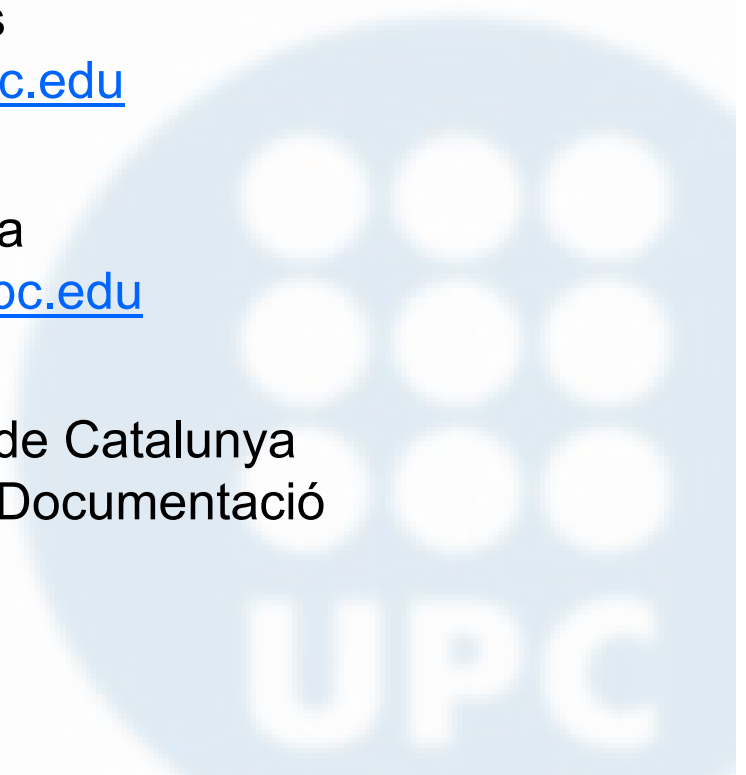 s
c.edu
a
pc.edu
de Catalunya
Documentació
UPC